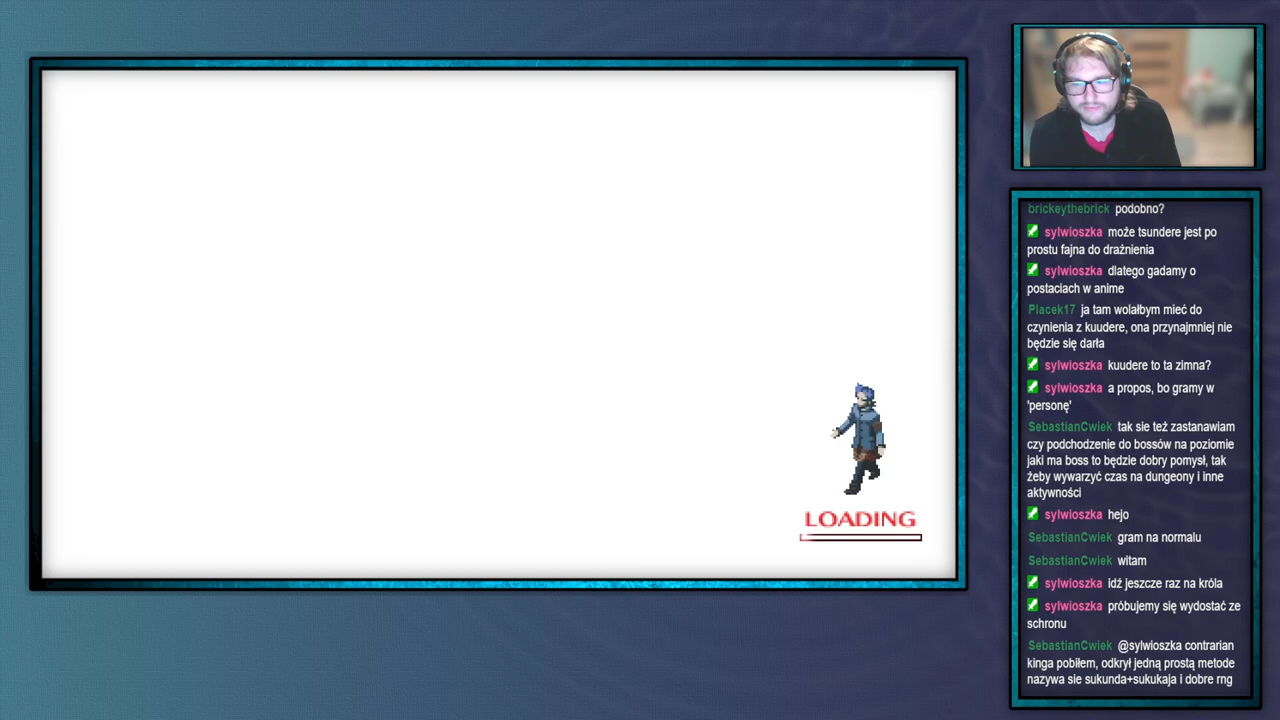 brickeythebrick podobno?
sylwioszka może tsundere jest po
prostu fajna do drażnienia
sylwioszka dlatego gadamy o
postaciach w anime
Placek17 ja tam wolałbym mieć do
czynienia z kuudere, ona przynajmniej nie
będzie się darła
sylwioszka kuudere to ta zimna?
sylwioszka a propos, bo gramy w
'personę'
SebastianCwiek tak sie też zastanawiam
czy podchodzenie do bossów na poziomie
jaki ma boss to będzie dobry pomysł, tak
żeby wywarzyć czas na dungeony i inne
aktywności
sylwioszka hejo
SebastianCwiek gram na normalu
SebastianCwiek witam
sylwioszka idź jeszcze raz na króla
sylwioszka próbujemy się wydostać ze
schronu
SebastianCwiek @sylwioszka contrarian
kinga pobiłem, odkrył jedną prostą metode
nazywa sie sukunda+sukukaja i dobre rng
LOADING